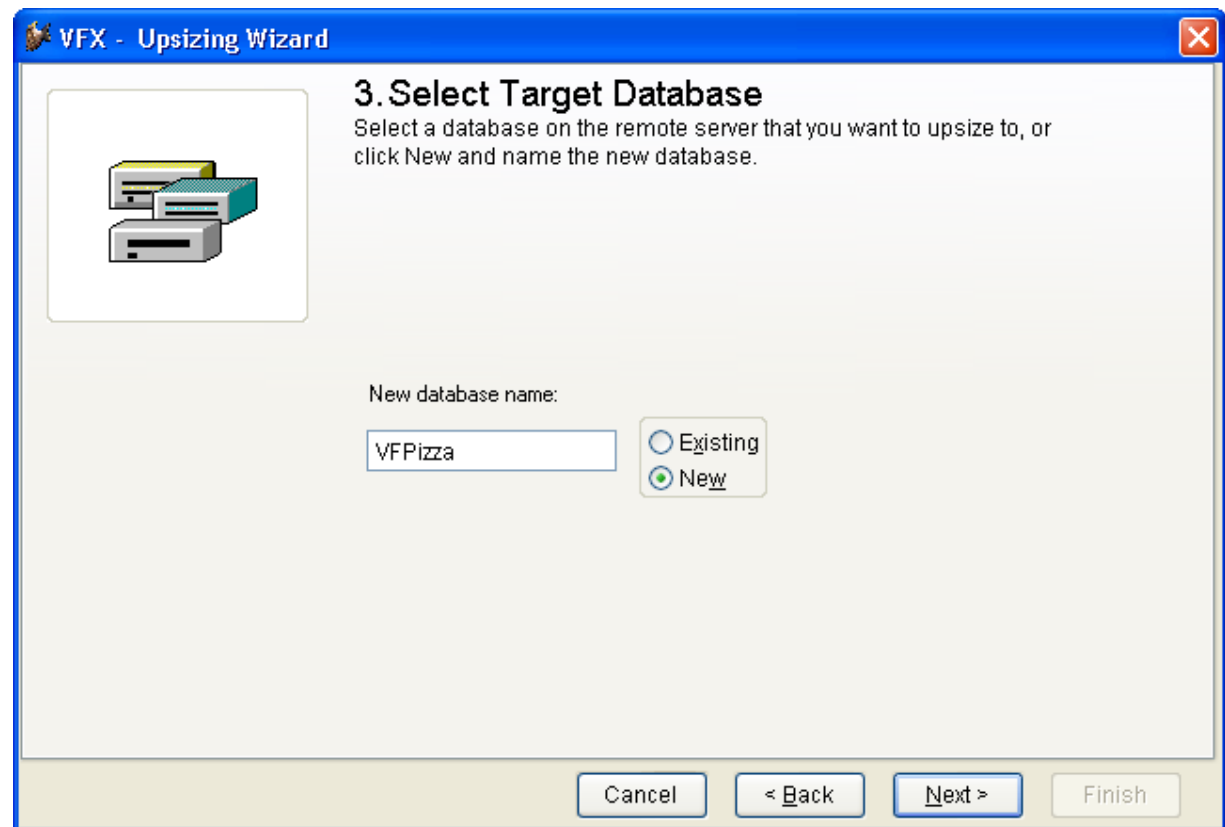 VFX - Upsizing Wizard
3. Select Target Database
Select a database on the remote server that you want to upsize to, or
click New and name the new database.
New database name:
VFPizza
Existing
New
Cancel
< Back
Next >
Finish